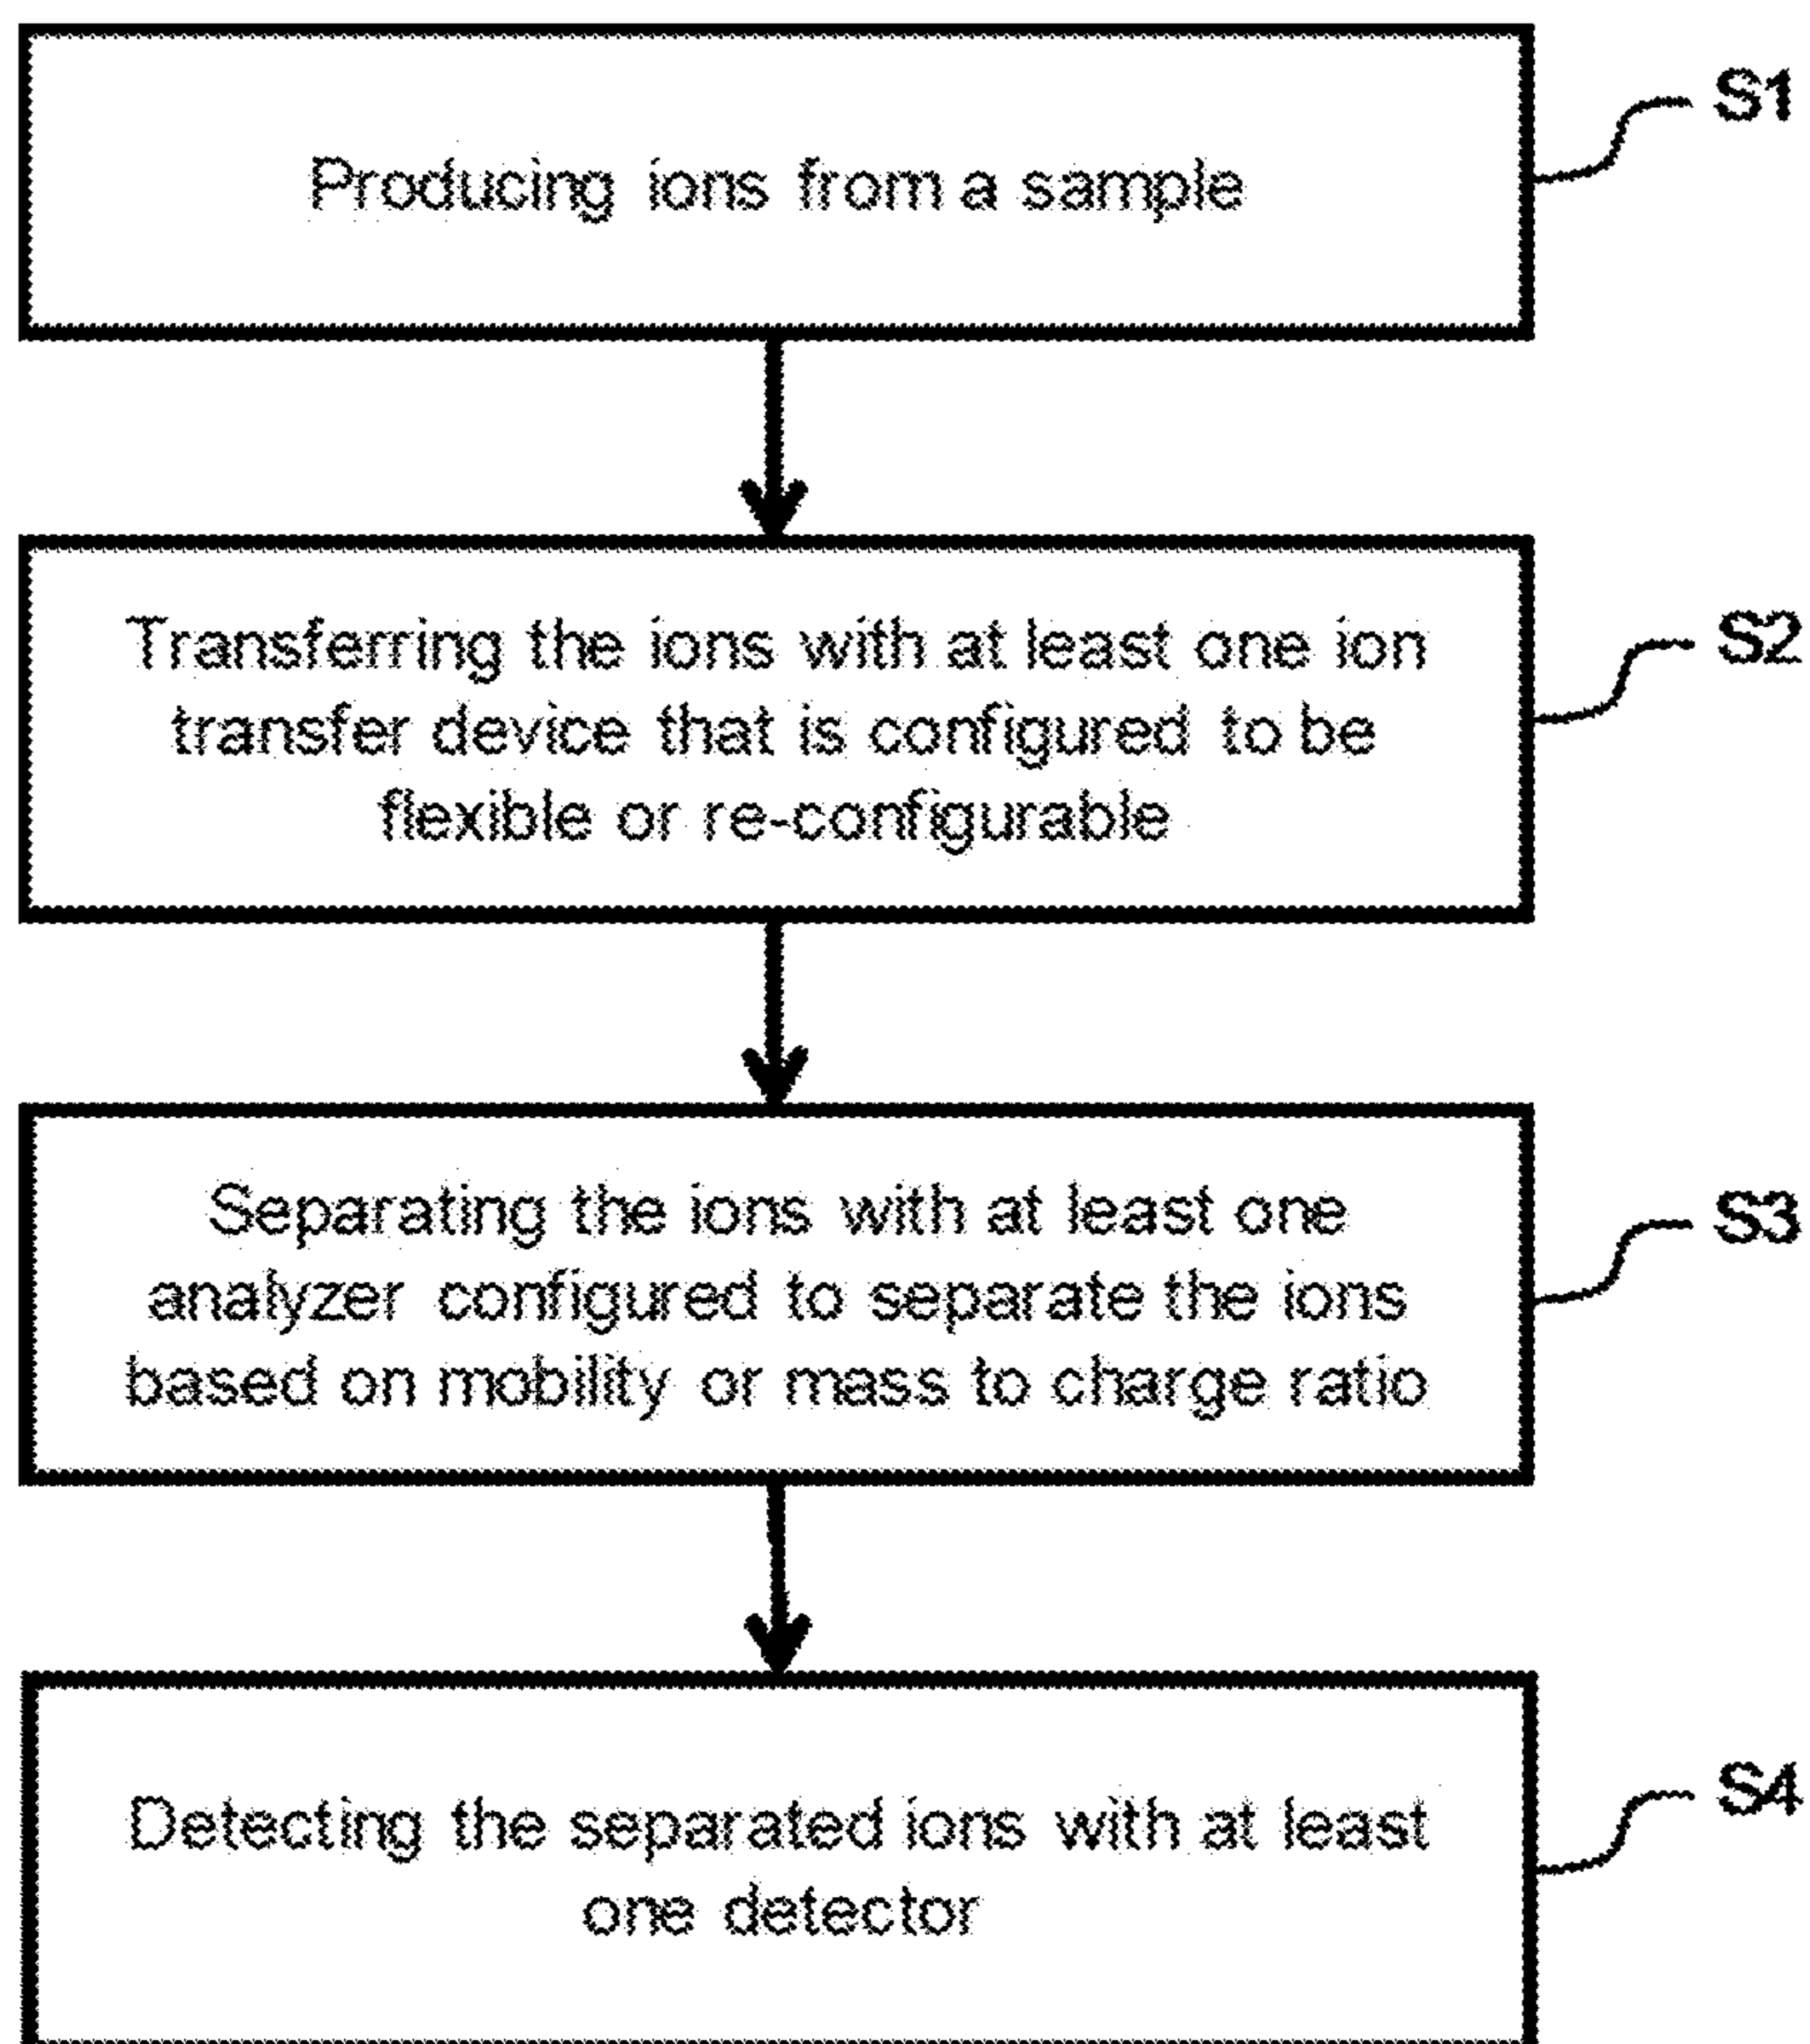 Producing ions from a sample
S1
Transferring the ions with at least one ion
transfer device that is configured to be
flexible or re-configurable
S2
Separating the ions with at least one
analyzer configured to separate the ions
based on mobility or mass to charge ratio
S3
Detecting the separated ions with at least
one detector
S4